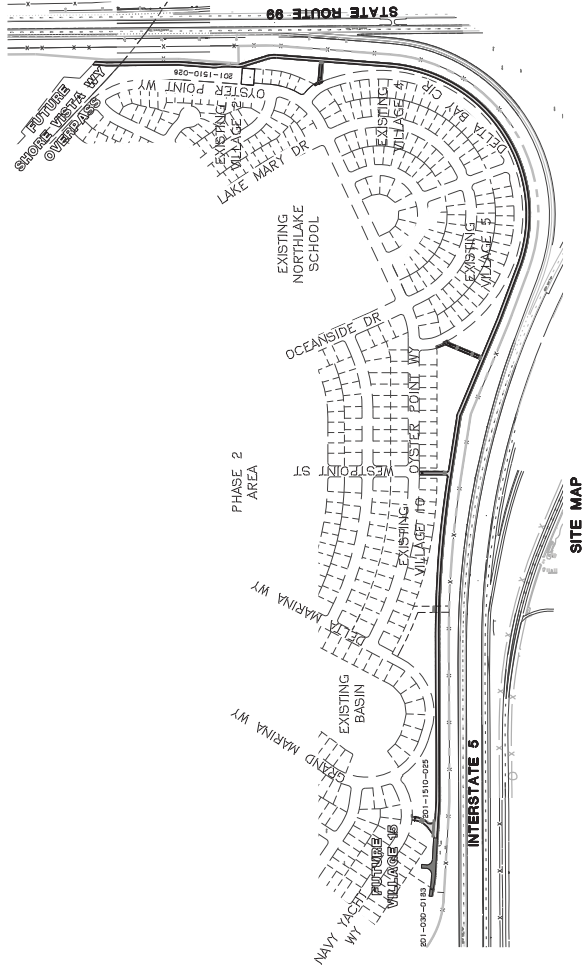 STATE ROUTE 99
FUTURE
SHORE VISTA WY
OVERPASS
201-1510-026
OYSTER POINT WY
EXISTING
VILLAGE 2
LAKE MARY DR
EXISTING
VILLAGE 4
DELTA BAY CIR
EXISTING
NORTHLAKE
SCHOOL
EXISTING
VILLAGE 5
OCEANSIDE DR
OYSTER POINT WY
PHASE 2
AREA
WESTPOINT ST
EXISTING
VILLAGE 10
SITE MAP
DELTA MARINA WY
EXISTING
BASIN
GRAND MARINA WY
201-1510-025
INTERSTATE 5
FUTURE
VILLAGE 15
NAVY YACHT
WY
201-030-0183